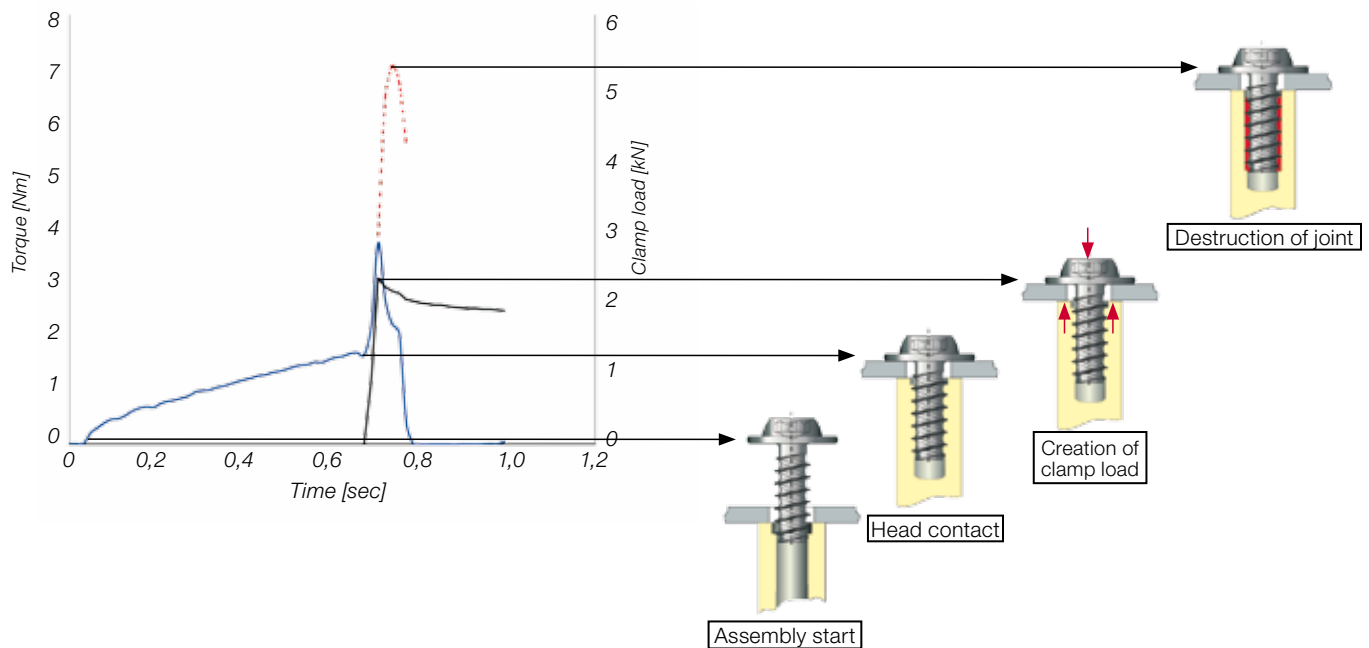 8
7
6
5
4
3
2
1
0
Torque [Nm]
0
0,2
0,4
0,6
0,8
1,0
1,2
Time [sec]
6
5
4
3
2
1
0
Clamp load [kN]
Destruction of joint
Creation of
clamp load
Head contact
Assembly start